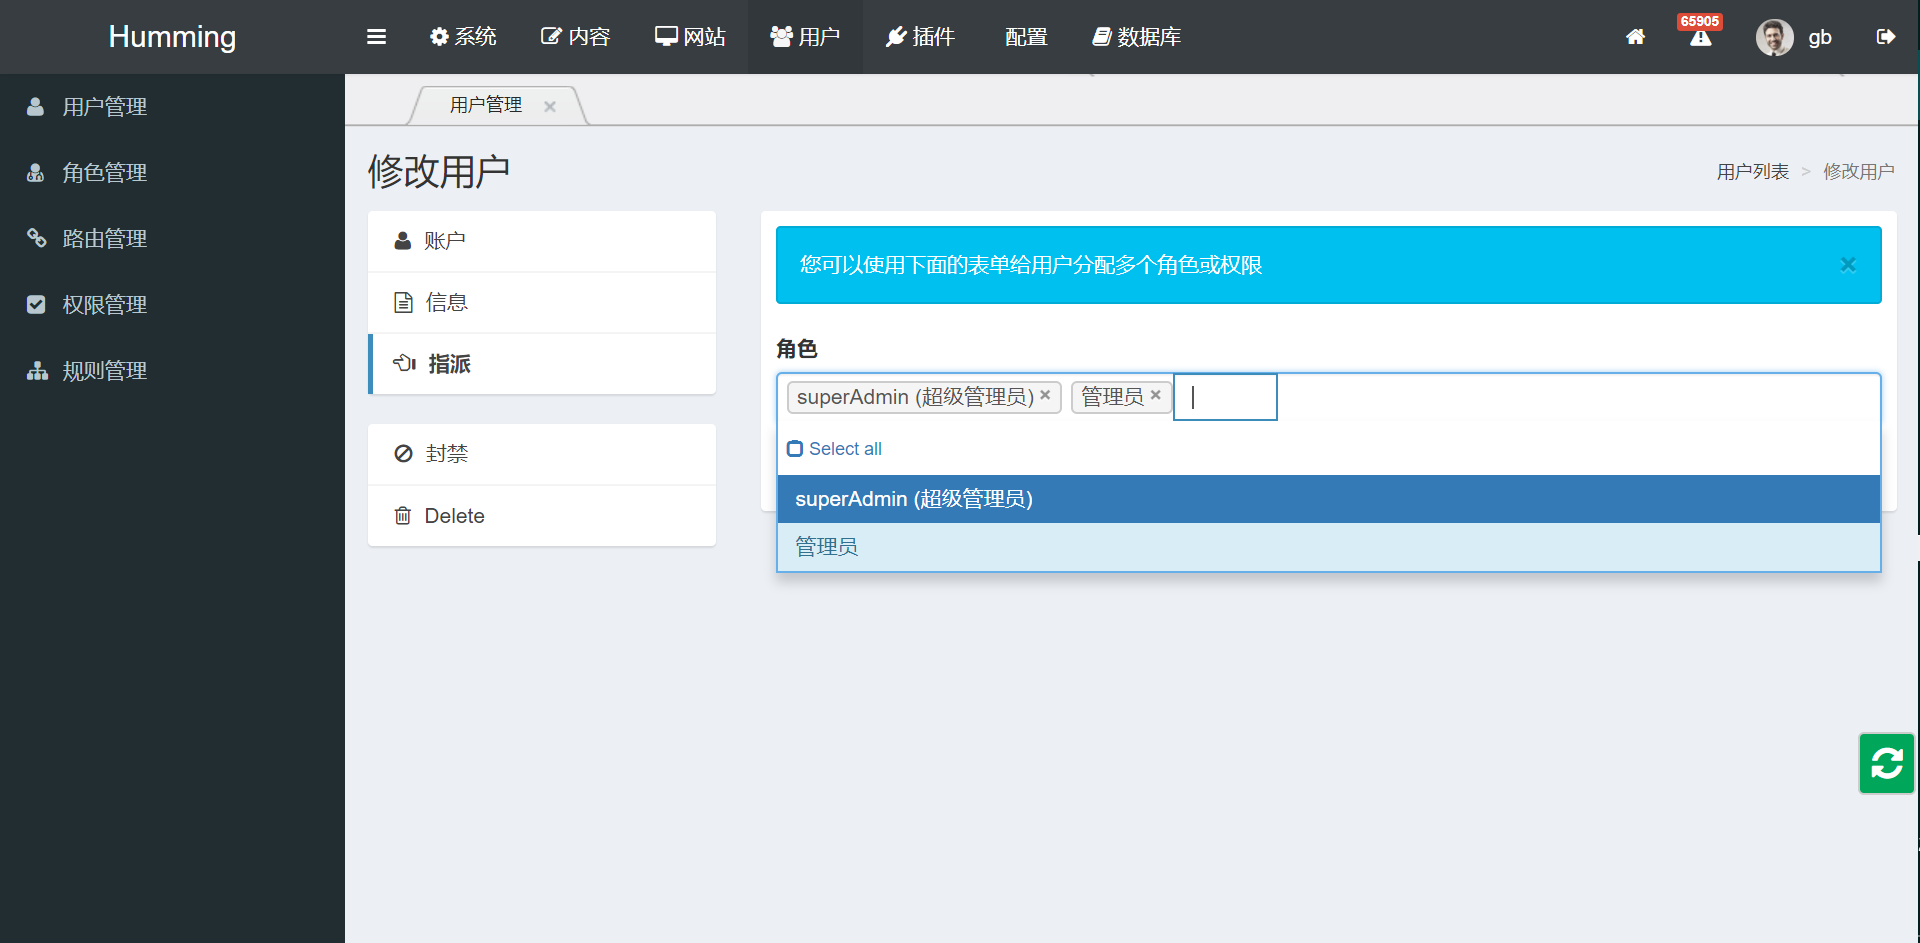 Humming
系统
内容
网站
用户
插件
配置
数据库
65905
gb
用户管理
角色管理
路由管理
权限管理
规则管理
用户管理
修改用户
用户列表 > 修改用户
账户
信息
指派
封禁
Delete
您可以使用下面的表单给用户分配多个角色或权限
角色
superAdmin (超级管理员)
管理员
Select all
superAdmin (超级管理员)
管理员